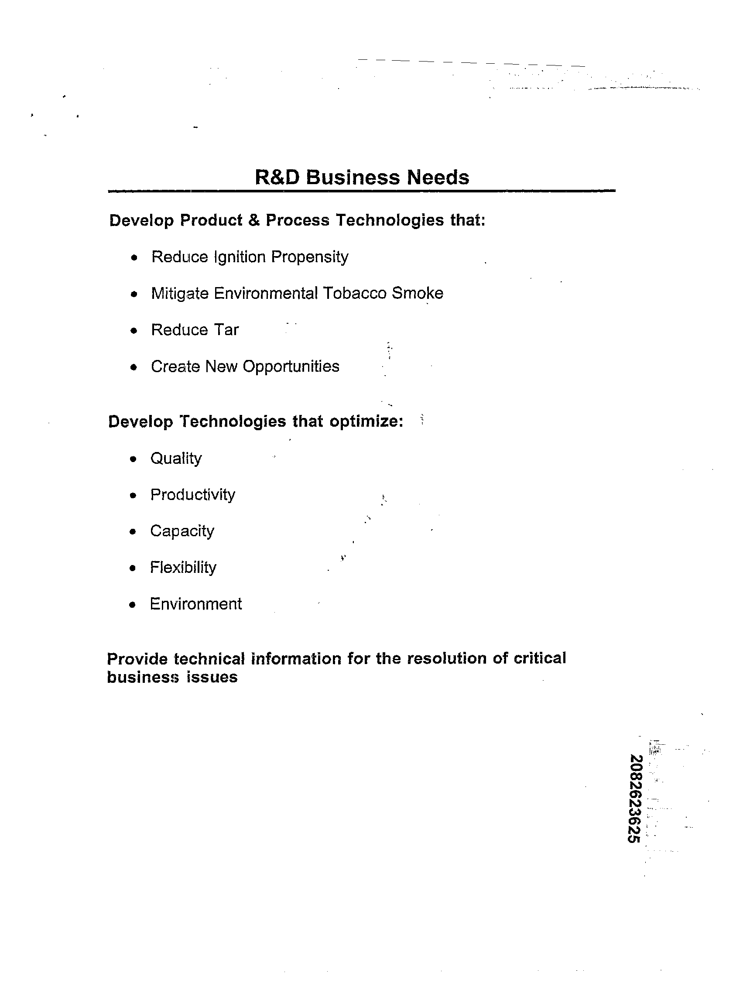 R&D Business Needs
Develop Product & Process Technologies that:
• Reduce Ignition Propensity
• Mitigate Environmental Tobacco Smoke
• Reduce Tar
• Create New Opportunities
Develop Technologies that optimize:
• Quality
• Productivity
• Capacity
• Flexibility
• Environment
Provide technical information for the resolution of critical
business issues
2082623625